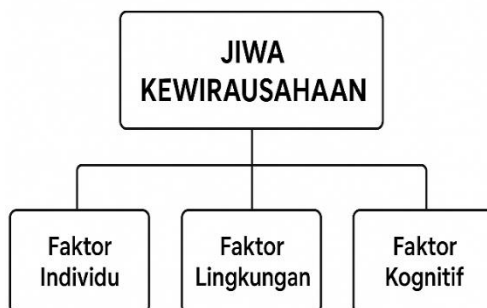 JIWA
KEWIRAUSAHAAN
Faktor
Individu
Faktor
Lingkungan
Faktor
Kognitif